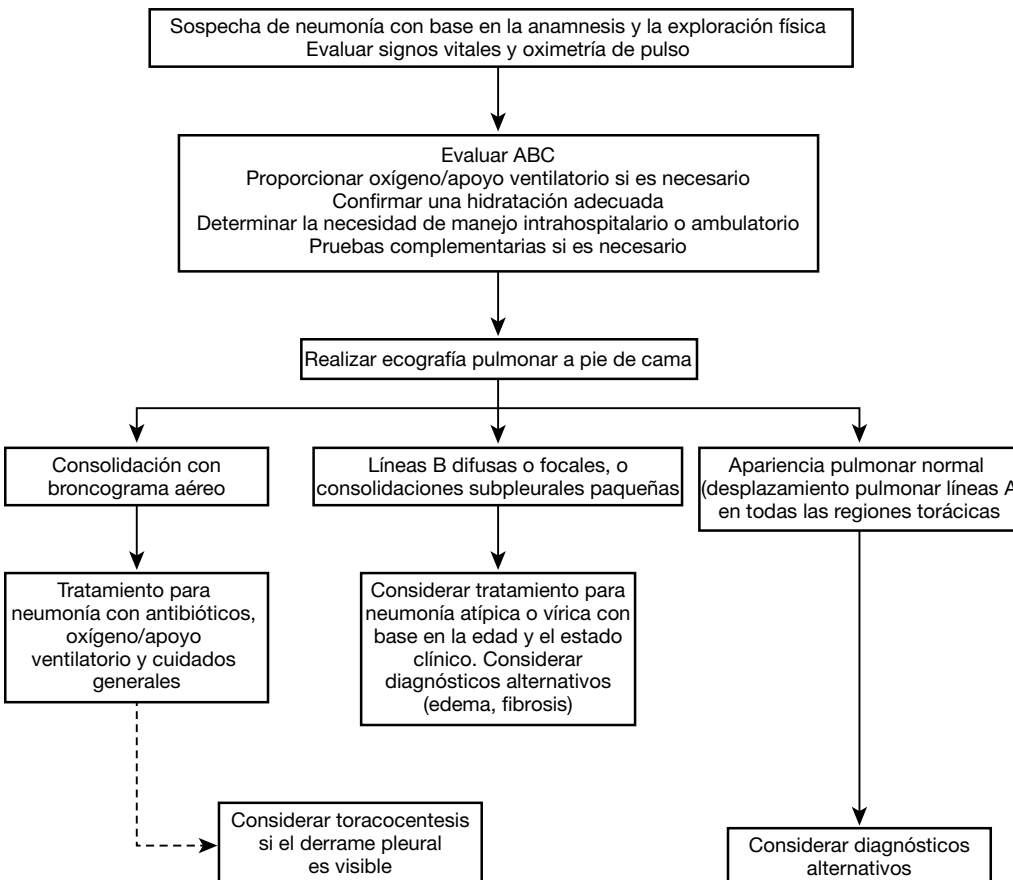 Sospecha de neumonía con base en la anamnesis y la exploración física
Evaluar signos vitales y oximetría de pulso
Evaluar ABC
Proporcionar oxígeno/apoyo ventilatorio si es necesario
Confirmar una hidratación adecuada
Determinar la necesidad de manejo intrahospitalario o ambulatorio
Pruebas complementarias si es necesario
Realizar ecografía pulmonar a pie de cama
Consolidación con
broncograma aéreo
Líneas B difusas o focales, o
consolidaciones subpleurales paqueñas
Apariencia pulmonar normal
(desplazamiento pulmonar líneas A
en todas las regiones torácicas
Tratamiento para
neumonía con antibióticos,
oxígeno/apoyo
ventilatorio y cuidados
generales
Considerar tratamiento para
neumonía atípica o vírica con
base en la edad y el estado
clínico. Considerar
diagnósticos alternativos
(edema, fibrosis)
Considerar toracocentesis
si el derrame pleural
es visible
Considerar diagnósticos
alternativos